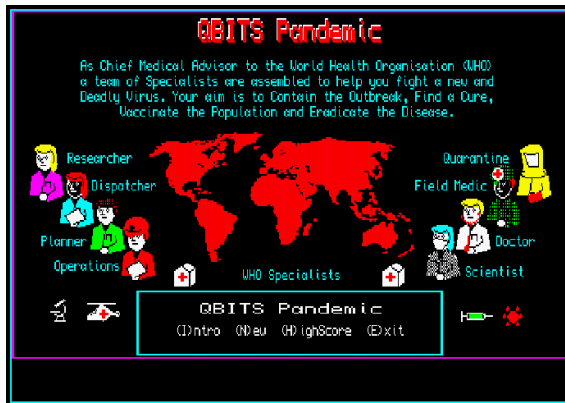 QBITS Pandemic
As Chief Medical Advisor to the World Health Organisation (WHO)
a team of Specialists are assembled to help you fight a new and
Deadly Virus. Your aim is to Contain the Outbreak, Find a Cure,
Vaccinate the Population and Eradicate the Disease.
Researcher
Quarantine
Dispatcher
Field Medic
Planner
Doctor
Operations
WHO Specialists
Scientist
QBITS Pandemic
(I)ntro (N)ew (H)ighScore (E)xit